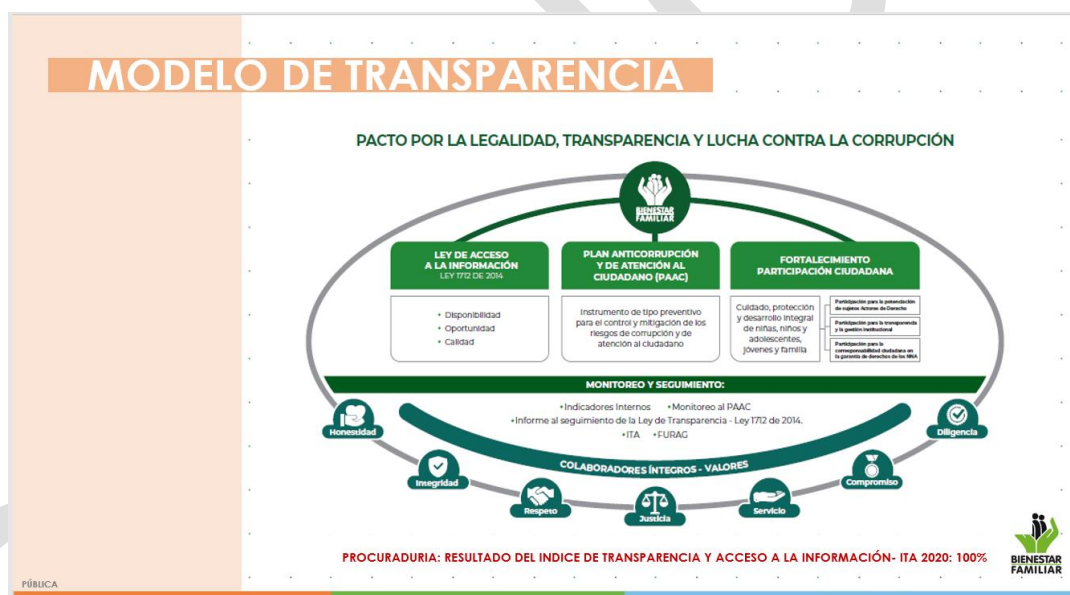 MODELO DE TRANSPARENCIA
PACTO POR LA LEGALIDAD, TRANSPARENCIA Y LUCHA CONTRA LA CORRUPCIÓN
BIENESTAR
FAMILIAR
LEY DE ACCESO
A LA INFORMACIÓN
LEY 1712 DE 2014
• Disponibilidad
• Oportunidad
• Calidad
PLAN ANTICORRUPCIÓN
Y DE ATENCIÓN AL
CIUDADANO (PAAC)
Instrumento de tipo preventivo
para el control y mitigación de los
riesgos de corrupción y de
atención al ciudadano
FORTALECIMIENTO
PARTICIPACIÓN CIUDADANA
Cuidado, protección
y desarrollo integral
de niñas, niños y
adolescentes,
jóvenes y familia
Participación para la potenciación
de sujetos Actores de Derecho
Participación para la transparencia
y la gestión institucional
Participación para la
corresponsabilidad ciudadana en
la garantía de derechos de los NNA
MONITOREO Y SEGUIMIENTO:
•Indicadores Internos •Monitoreo al PAAC
•Informe al seguimiento de la Ley de Transparencia - Ley 1712 de 2014.
•ITA •FURAG
COLABORADORES ÍNTEGROS - VALORES
Honestidad
Integridad
Respeto
Justicia
Servicio
Compromiso
Diligencia
PROCURADURIA: RESULTADO DEL INDICE DE TRANSPARENCIA Y ACCESO A LA INFORMACIÓN- ITA 2020: 100%
BIENESTAR
FAMILIAR
PÚBLICA